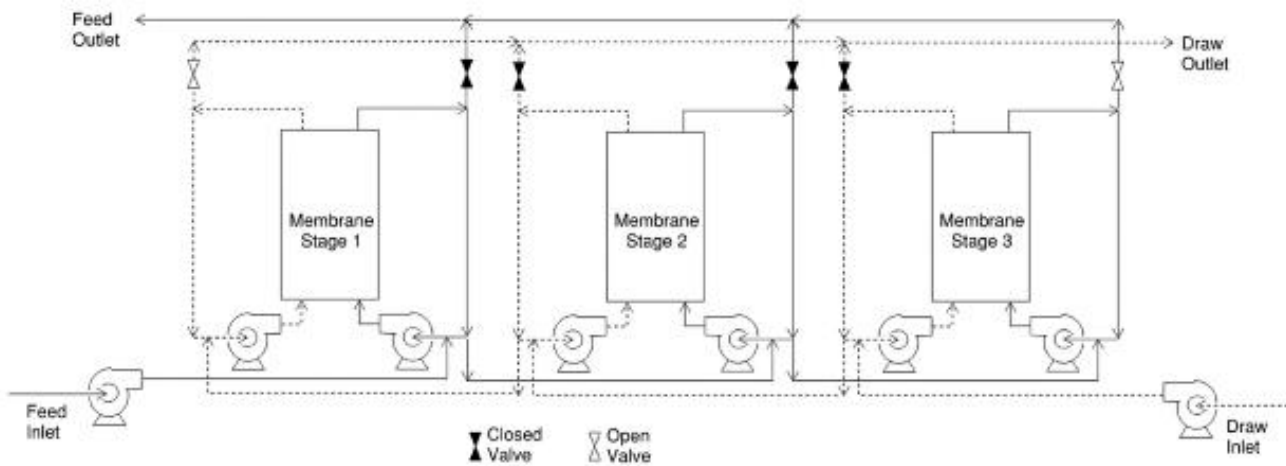 Feed
Outlet
Draw
Outlet
Membrane
Stage 1
Membrane
Stage 2
Membrane
Stage 3
Feed
Inlet
Closed
Valve
Open
Valve
Draw
Inlet